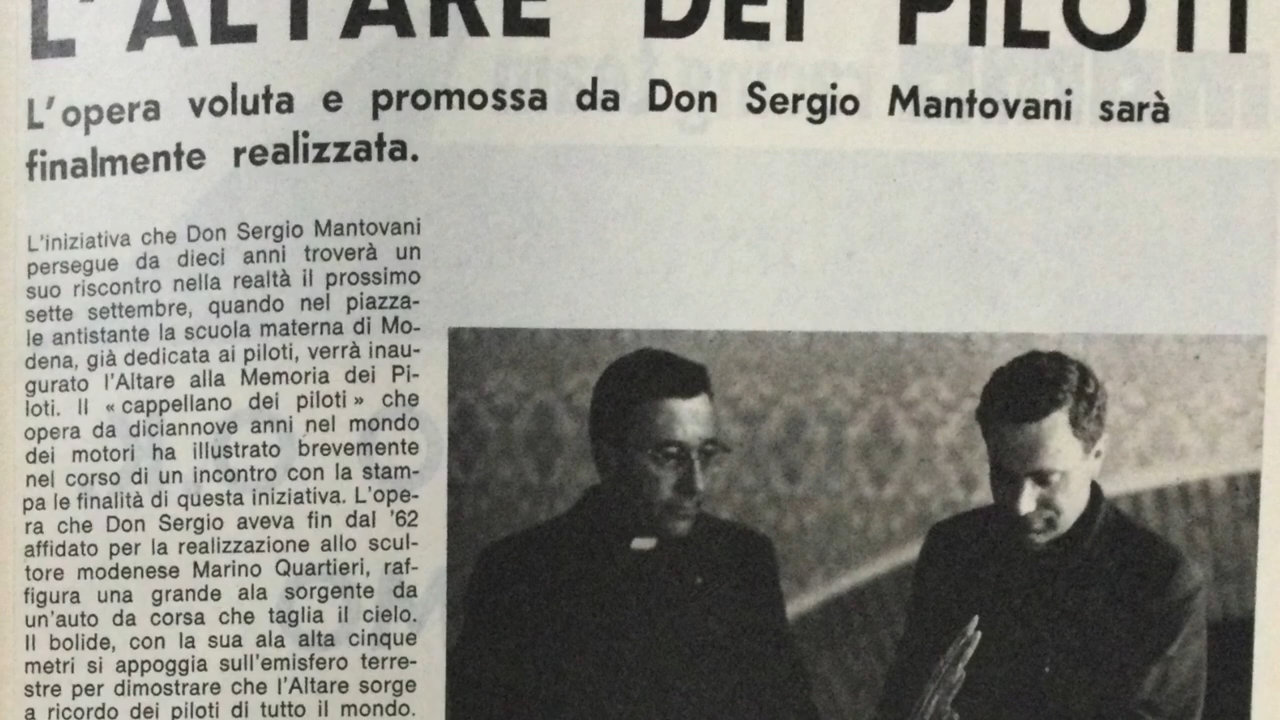 L'ALTARE DEI PILOTI
L'opera voluta e promossa da Don Sergio Mantovani sarà
finalmente realizzata.
L'iniziativa che Don Sergio Mantovani
persegue da dieci anni troverà un
suo riscontro nella realtà il prossimo
sette settembre, quando nel piazza-
le antistante la scuola materna di Mo-
dena, già dedicata ai piloti, verrà inau-
gurato l'Altare alla Memoria dei Pi-
loti. Il « cappellano dei piloti » che
opera da diciannove anni nel mondo
dei motori ha illustrato brevemente
nel corso di un incontro con la stam-
pa le finalità di questa iniziativa. L'ope-
ra che Don Sergio aveva fin dal '62
affidato per la realizzazione allo scul-
tore modenese Marino Quartieri, raf-
figura una grande ala sorgente da
un'auto da corsa che taglia il cielo.
Il bolide, con la sua ala alta cinque
metri si appoggia sull'emisfero terre-
stre per dimostrare che l'Altare sorge
a ricordo dei piloti di tutto il mondo.